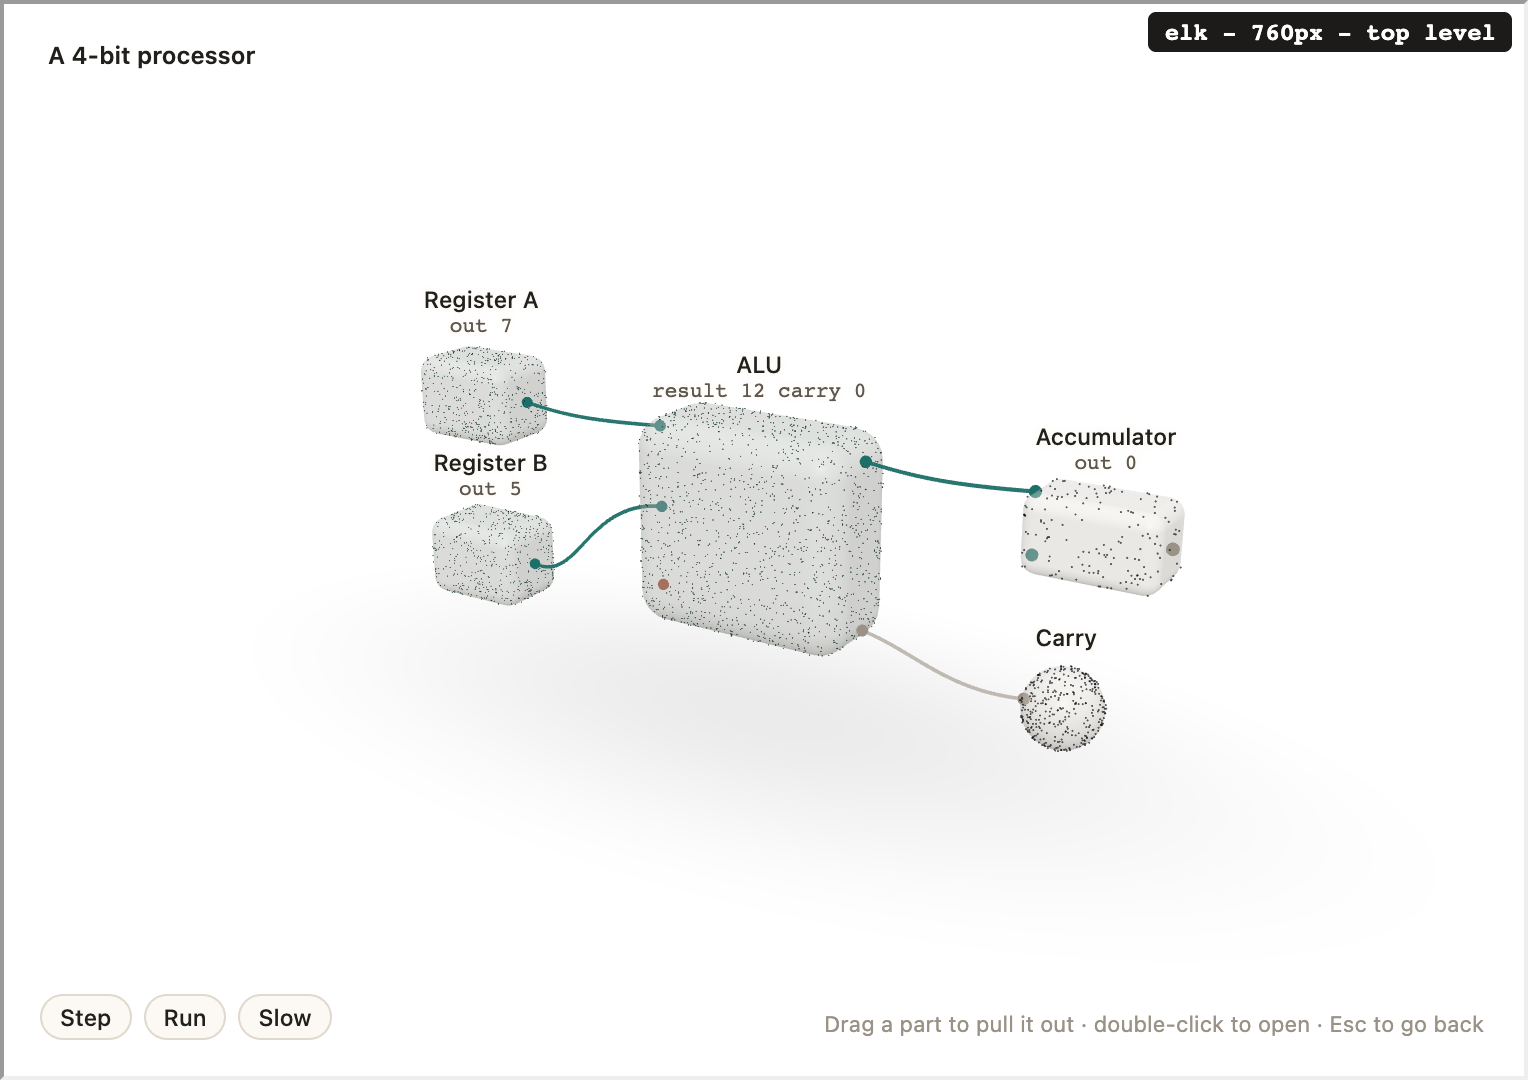 A 4-bit processor
elk - 760px - top level
Register A
out 7
ALU
result 12 carry 0
Register B
out 5
Accumulator
out 0
Carry
Step
Run
Slow
Drag a part to pull it out · double-click to open · Esc to go back